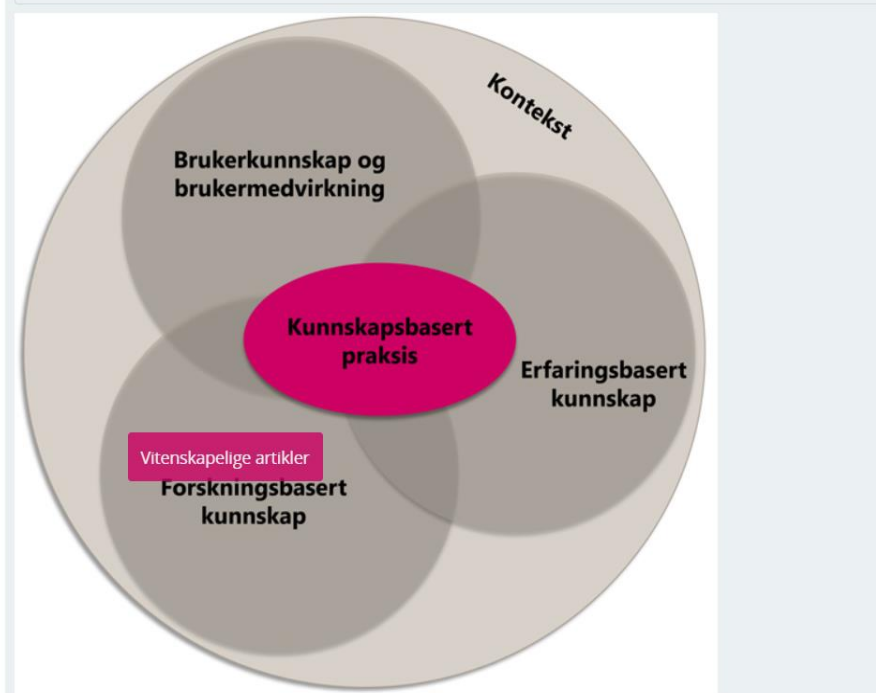 Kontekst
Brukerkunnskap og
brukermedvirkning
Kunnskapsbasert
praksis
Erfaringsbasert
kunnskap
Vitenskapelige artikler
Forskningsbasert
kunnskap